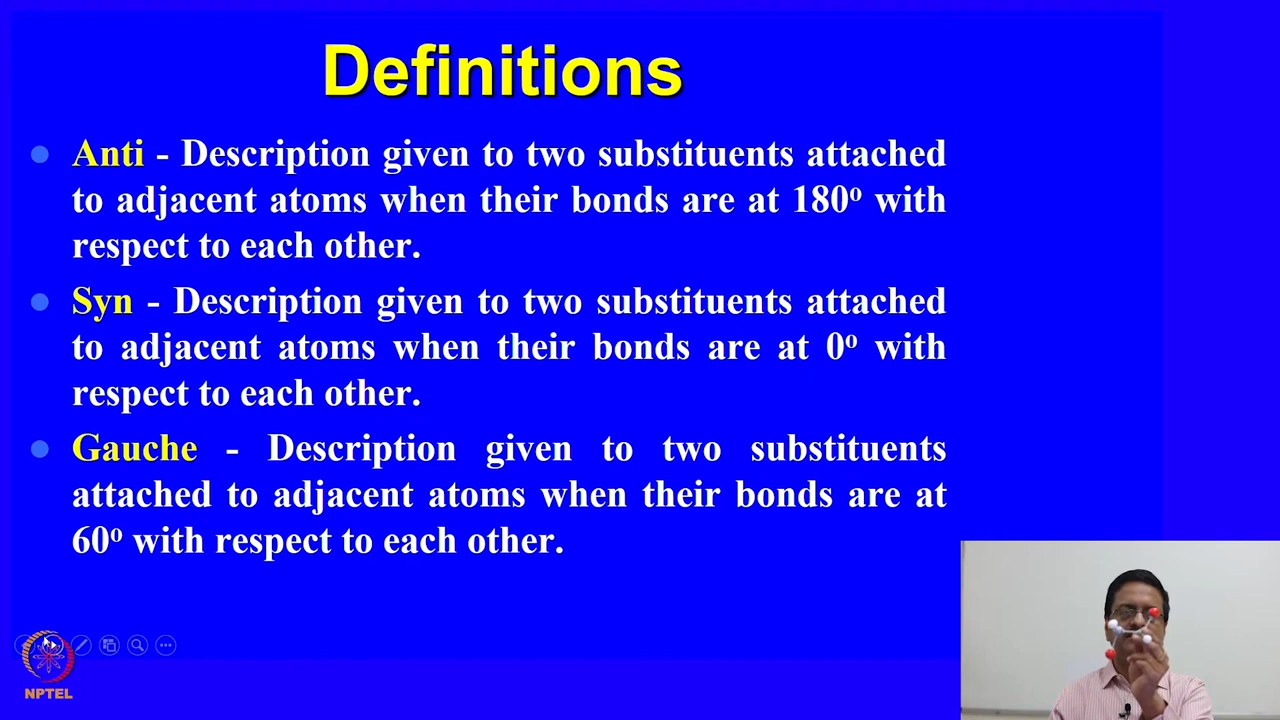 Definitions
Anti - Description given to two substituents attached
to adjacent atoms when their bonds are at 180º with
respect to each other.
Syn - Description given to two substituents attached
to adjacent atoms when their bonds are at 0º with
respect to each other.
Gauche - Description given to two substituents
attached to adjacent atoms when their bonds are at
60º with respect to each other.
NPTEL